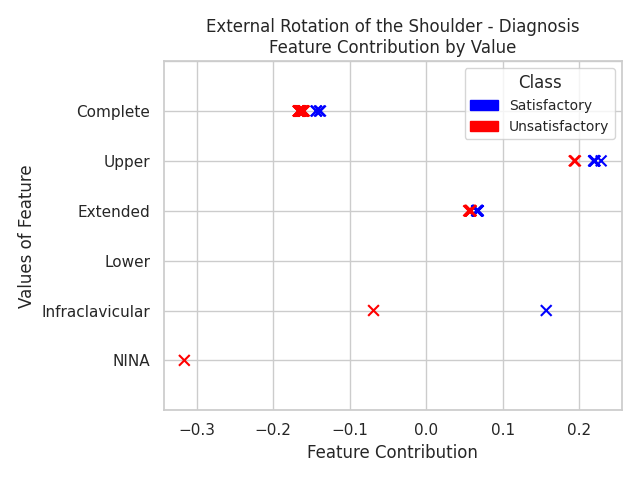 External Rotation of the Shoulder - Diagnosis
Feature Contribution by Value
Class
Satisfactory
Unsatisfactory
Values of Feature
Complete
Upper
Extended
Lower
Infraclavicular
NINA
−0.3
−0.2
−0.1
0.0
0.1
0.2
Feature Contribution